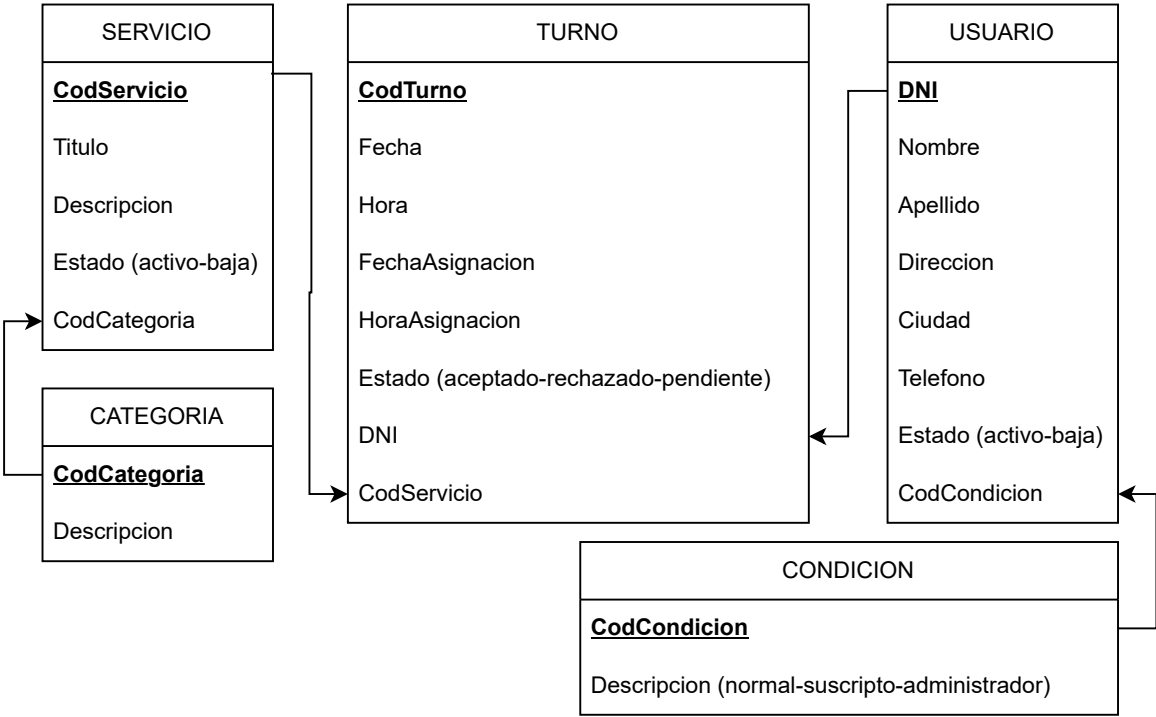 SERVICIO
CodServicio
Titulo
Descripcion
Estado (activo-baja)
CodCategoria
CATEGORIA
CodCategoria
Descripcion
TURNO
CodTurno
Fecha
Hora
FechaAsignacion
HoraAsignacion
Estado (aceptado-rechazado-pendiente)
DNI
CodServicio
USUARIO
DNI
Nombre
Apellido
Direccion
Ciudad
Telefono
Estado (activo-baja)
CodCondicion
CONDICION
CodCondicion
Descripcion (normal-suscripto-administrador)